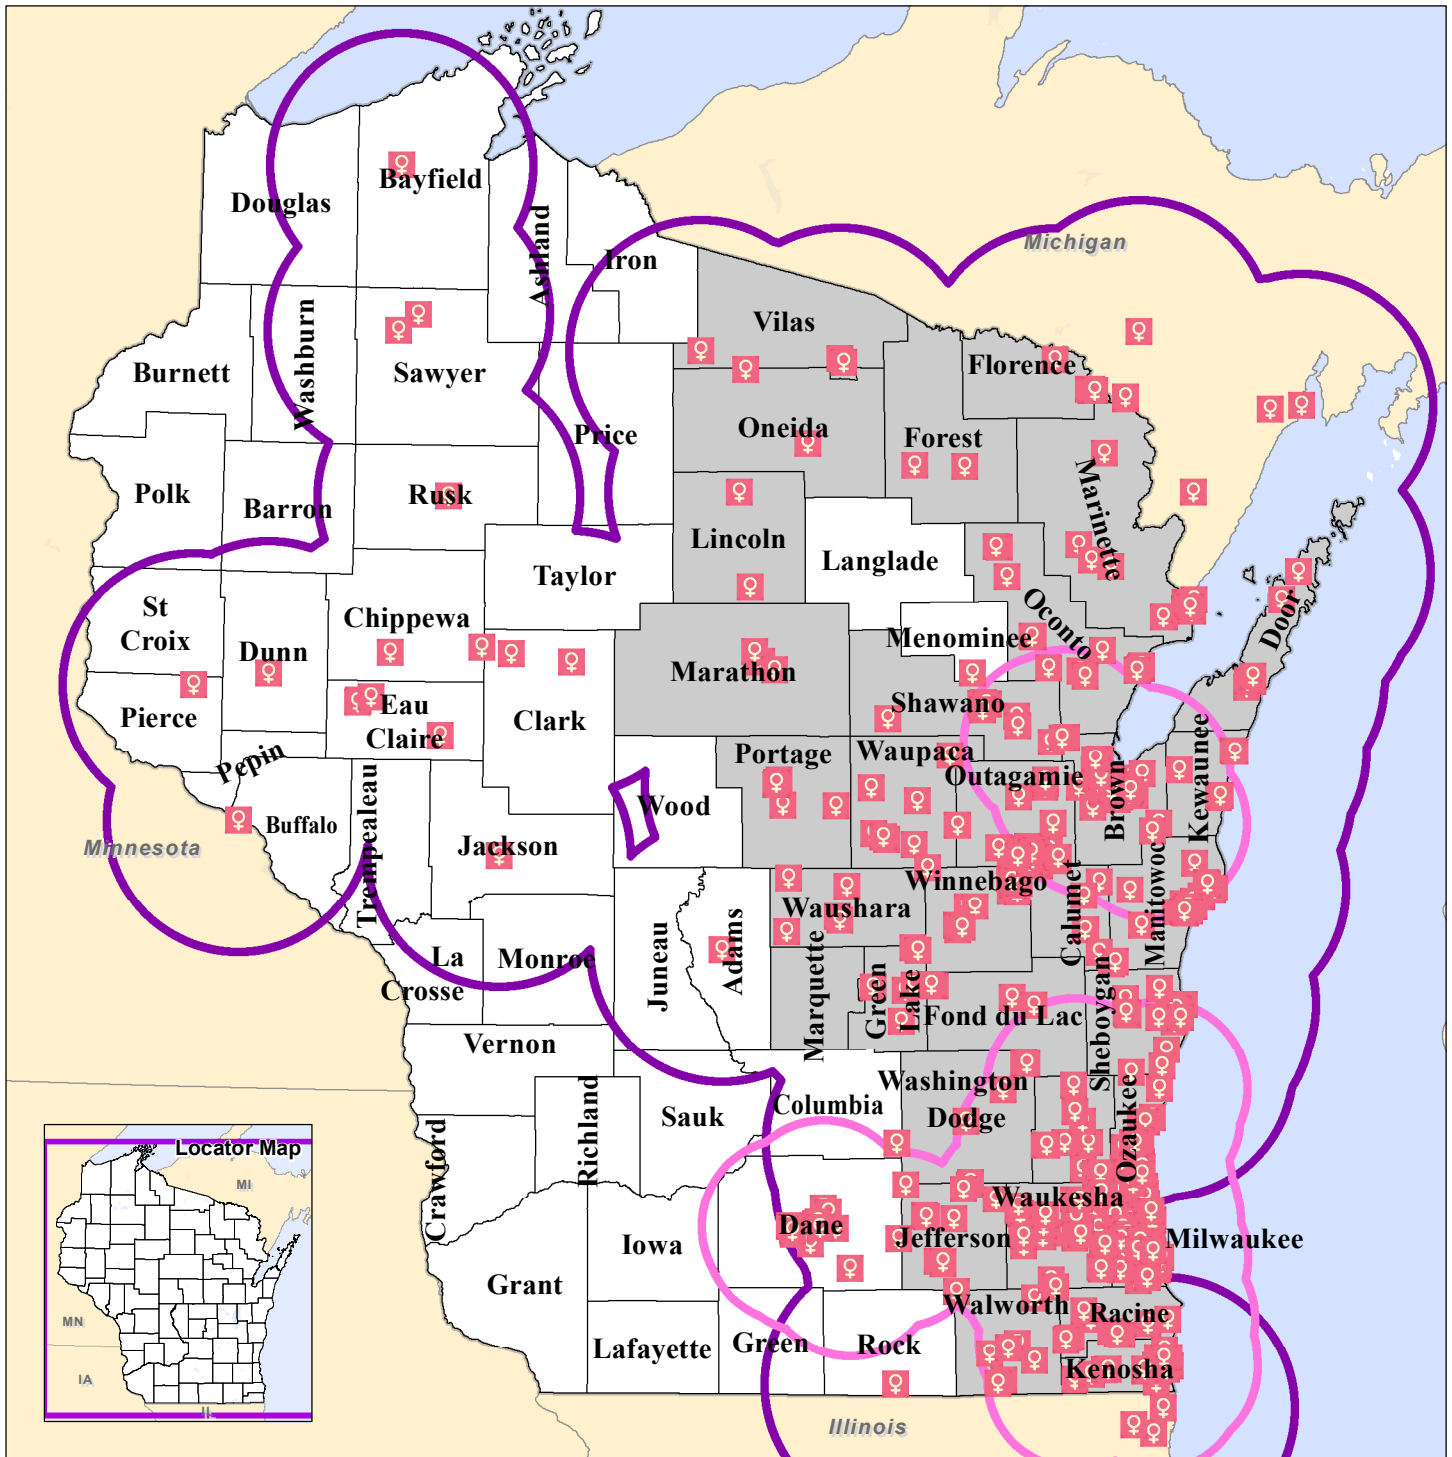 Bayfield
Douglas
Ashland
Iron
Michigan
Vilas
Washburn
Burnett
Sawyer
Florence
Price
Oneida
Forest
Polk
Barron
Rusk
Marinette
Lincoln
Langlade
Taylor
St
Croix
Chippewa
Oconto
Door
Menominee
Dunn
Marathon
Pierce
Eau
Claire
Clark
Shawano
Pepin
Portage
Waupaca
Outagamie
Brown
Kewaunee
Wood
Buffalo
Minnesota
Trempealeau
Jackson
Winnebago
Calumet
Manitowoc
Waushara
La
Crosse
Monroe
Juneau
Adams
Marquette
Green
Lake
Fond du Lac
Sheboygan
Vernon
Washington
Dodge
Ozaukee
Columbia
Sauk
Richland
Crawford
Waukesha
Dane
Jefferson
Milwaukee
Iowa
Grant
Walworth
Racine
Lafayette
Green
Rock
Kenosha
Illinois
Locator Map
MI
MN
IA
IL